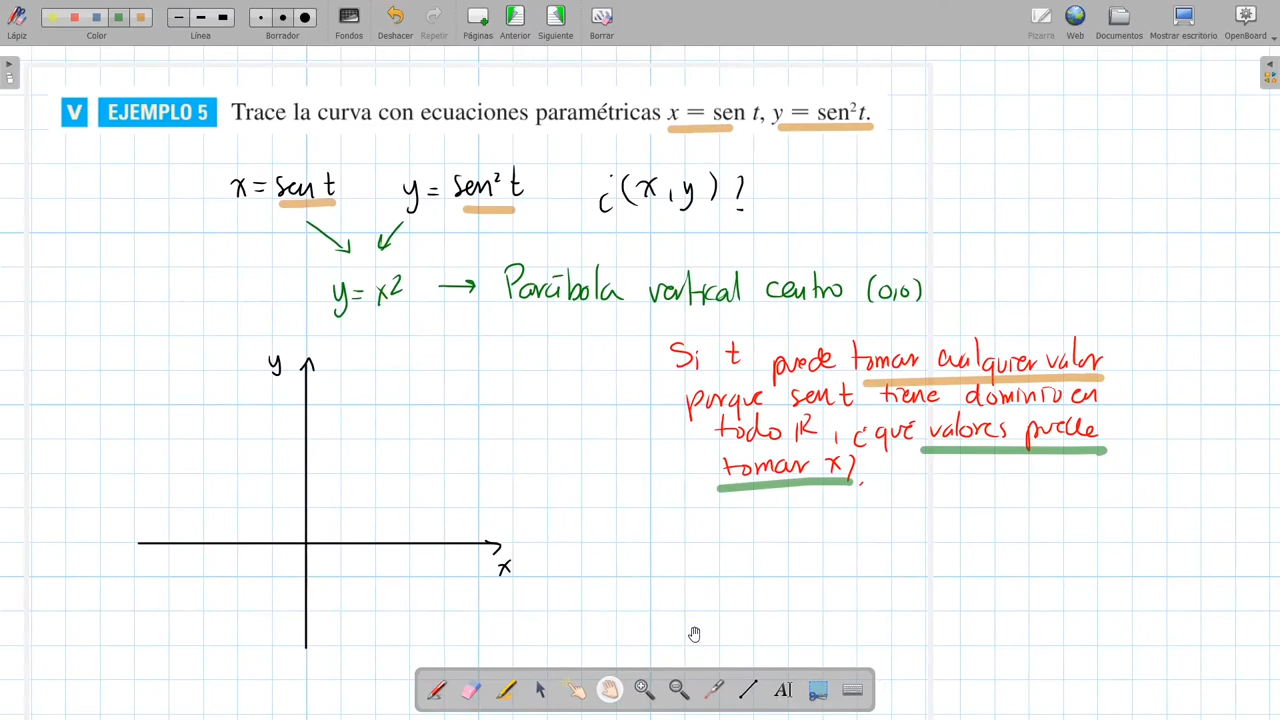 Lápiz Color Línea Borrador Fondos Deshacer Repetir Páginas Anterior Siguiente Borrar Pizarra Web Documentos Mostrar escritorio OpenBoard
V EJEMPLO 5 Trace la curva con ecuaciones paramétricas x = sen t, y = sen²t.
x = sen t y = sen² t ¿(x, y)?
y = x² → Parábola vertical centro (0,0)
Si t puede tomar cualquier valor
porque sen t tiene dominio en
todo ℝ, ¿qué valores puede
tomar x?
y
x
AI